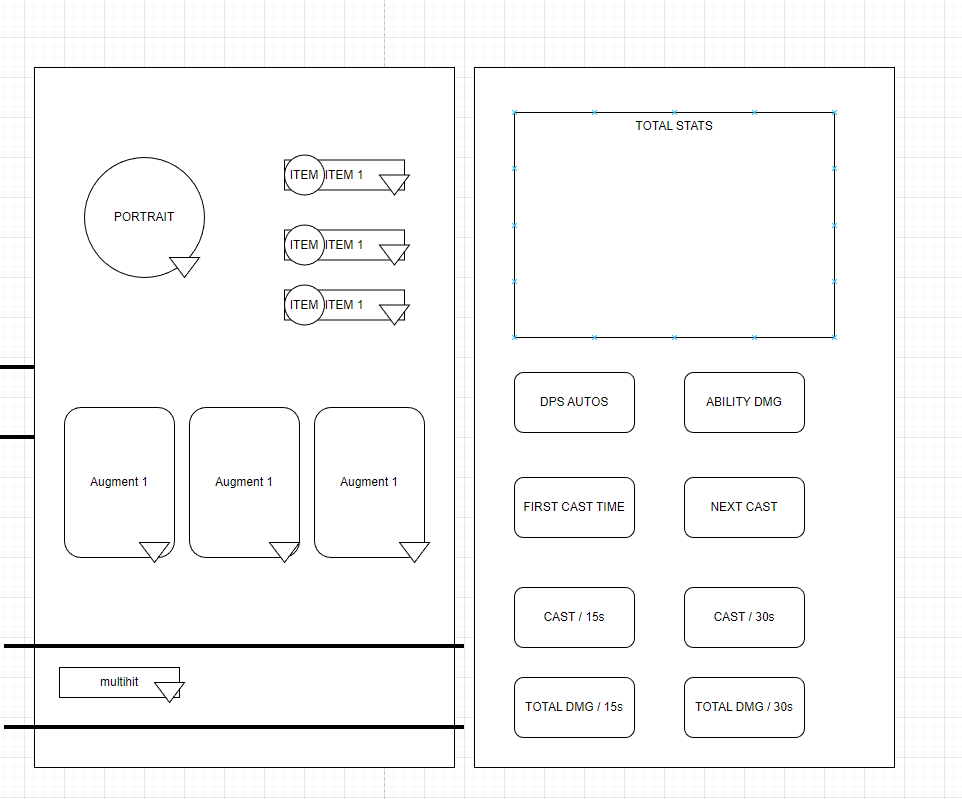 PORTRAIT
ITEM ITEM 1
ITEM ITEM 1
ITEM ITEM 1
Augment 1
Augment 1
Augment 1
multihit
TOTAL STATS
DPS AUTOS
ABILITY DMG
FIRST CAST TIME
NEXT CAST
CAST / 15s
CAST / 30s
TOTAL DMG / 15s
TOTAL DMG / 30s